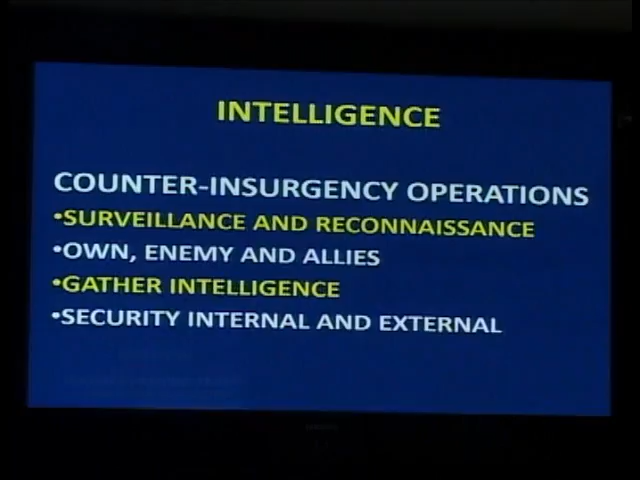 INTELLIGENCE
COUNTER-INSURGENCY OPERATIONS
•SURVEILLANCE AND RECONNAISSANCE
•OWN, ENEMY AND ALLIES
•GATHER INTELLIGENCE
•SECURITY INTERNAL AND EXTERNAL